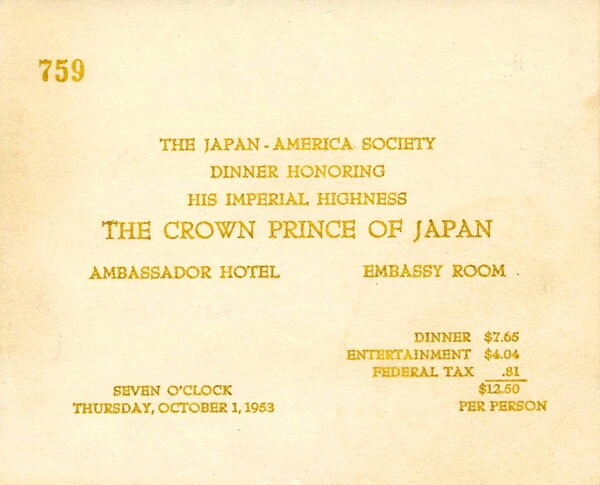 759
THE JAPAN-AMERICA SOCIETY
DINNER HONORING
HIS IMPERIAL HIGHNESS
THE CROWN PRINCE OF JAPAN
AMBASSADOR HOTEL EMBASSY ROOM
DINNER $7.65
ENTERTAINMENT $4.04
FEDERAL TAX .81
$12.50
PER PERSON
SEVEN O'CLOCK
THURSDAY, OCTOBER 1, 1953